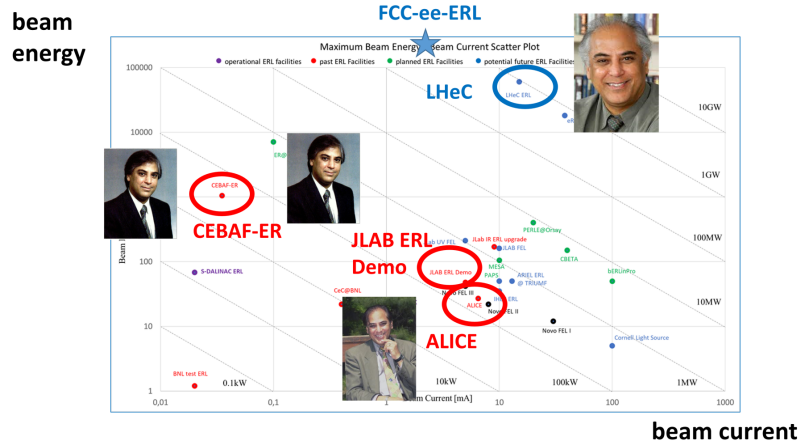 FCC-ee-ERL
beam
energy
Maximum Beam Energy Beam Current Scatter Plot
operational ERL facilities
past ERL Facilities
planned ERL Facilities
potential future ERL Facilities
100000
LHeC
LHeC ERL
10GW
10000
1GW
CEBAF-ER
CEBAF-ER
PERLE@Orsay
100MW
JLAB ERL
Demo
UV FEL
JLab IR ERL upgrade
JLAB FEL
CBETA
MESA
100
S-DALINAC ERL
JLAB ERL Demo
PAPS
ARIEL ERL
@ TRIUMF
bERLinPro
Novo FEL III
CeC@BNL
ALICE
10MW
Novo FEL II
ALICE
Novo FEL I
10
Cornell Light Source
BNL test ERL
0.1kW
10kW
100kW
1MW
1
0,01
0,1
1
10
100
1000
Beam Current [mA]
beam current